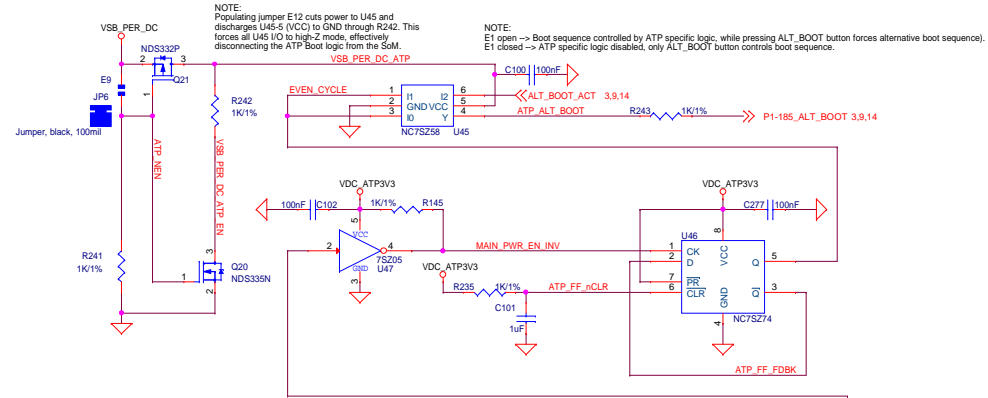 NOTE:
Populating jumper E12 cuts power to U45 and
discharges U45-5 (VCC) to GND through R242. This
forces all U45 I/O to high-Z mode, effectively
disconnecting the ATP Boot logic from the SoM.
NOTE:
E1 open --> Boot sequence controlled by ATP specific logic, while pressing ALT_BOOT button forces alternative boot sequence).
E1 closed --> ATP specific logic disabled, only ALT_BOOT button controls boot sequence.
VSB_PER_DC
NDS332P
2
3
1
Q21
VSB_PER_DC_ATP
E9
JP6
Jumper, black, 100mil
R242
1K/1%
ATP_NEN
VSB_PER_DC_ATP_EN
R241
1K/1%
3
1
2
Q20
NDS335N
C100
100nF
EVEN_CYCLE
1
2
3
I1
GND
I0
I2
VCC
Y
6
5
4
NC7SZ58
U45
ALT_BOOT_ACT 3,9,14
ATP_ALT_BOOT
R243
1K/1%
P1-185_ALT_BOOT 3,9,14
VDC_ATP3V3
100nF
C102
1K/1%
R145
5
VCC
2
4
7SZ05
GND
U47
3
MAIN_PWR_EN_INV
VDC_ATP3V3
R235
1K/1%
ATP_FF_nCLR
C101
1uF
VDC_ATP3V3
C277
100nF
U46
8
1
2
7
6
CK
D
PR
CLR
VCC
GND
Q
Q
5
3
4
NC7SZ74
ATP_FF_FDBK